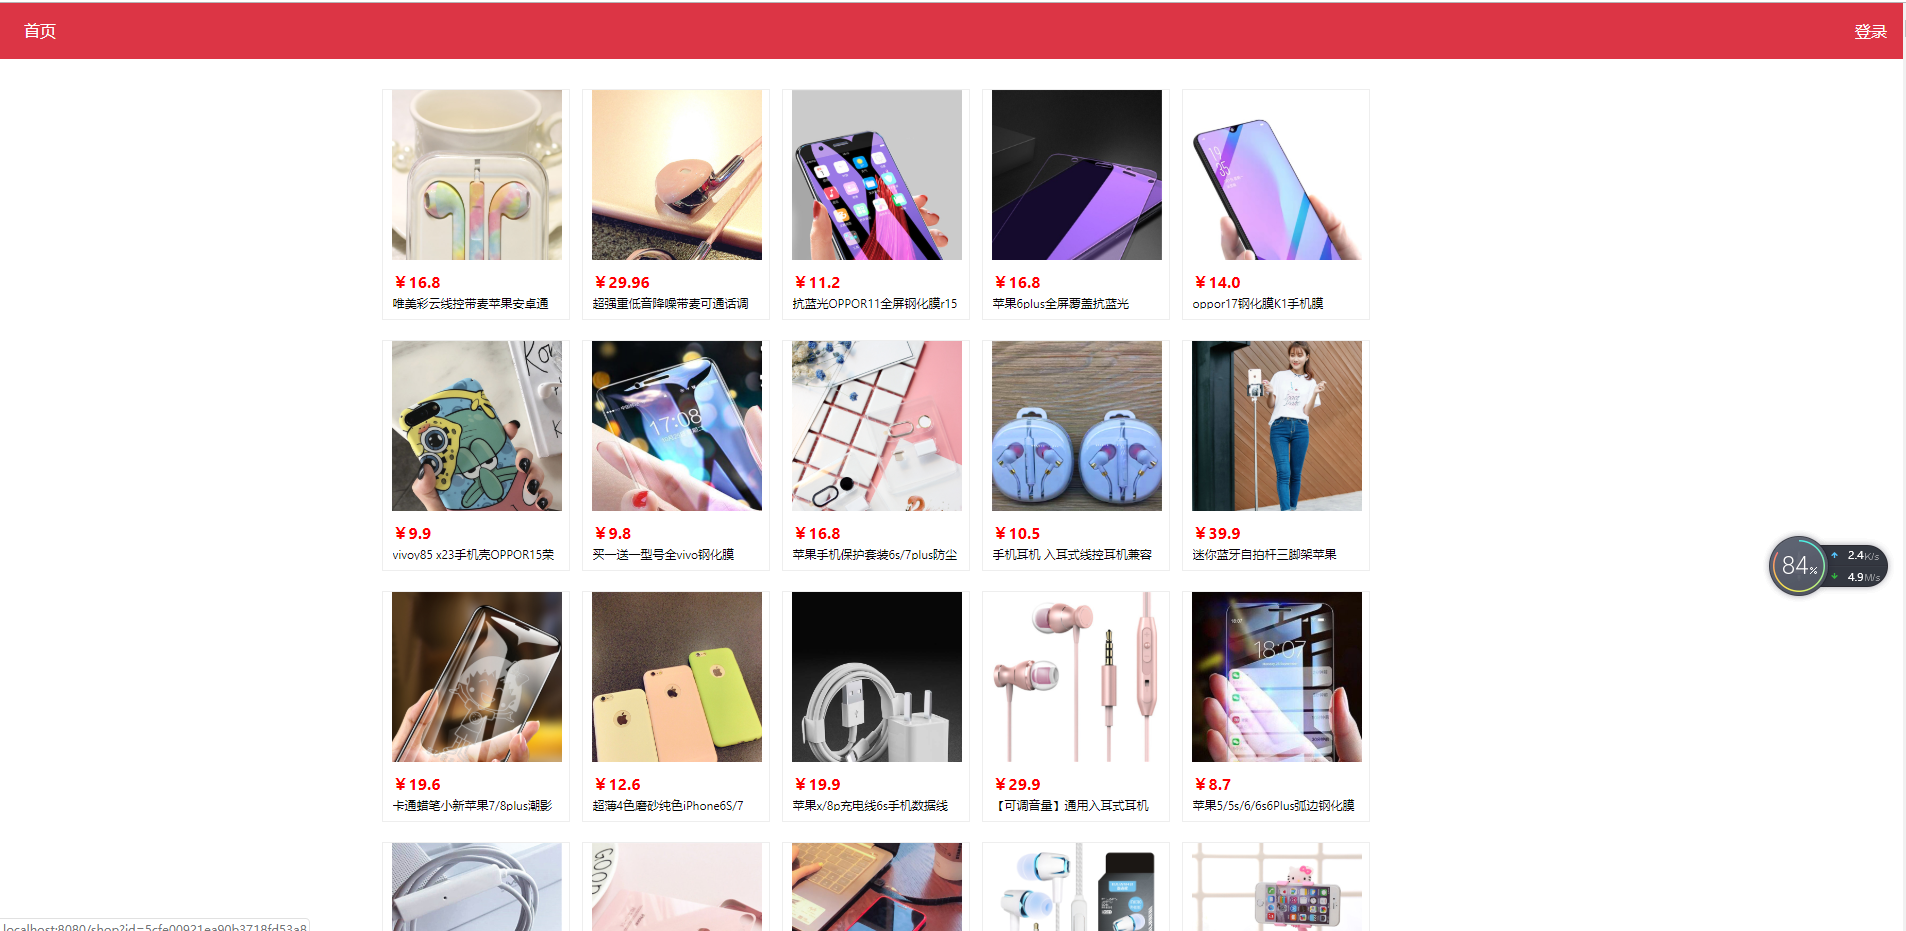 首页
登录
￥16.8
唯美彩云线控带麦苹果安卓通
￥29.96
超强重低音降噪带麦可通话调
￥11.2
抗蓝光OPPOR11全屏钢化膜r15
￥16.8
苹果6plus全屏覆盖抗蓝光
￥14.0
oppor17钢化膜K1手机膜
17:08
￥9.9
vivoy85 x23手机壳OPPOR15荣
￥9.8
买一送一型号全vivo钢化膜
￥16.8
苹果手机保护套装6s/7plus防尘
￥10.5
手机耳机 入耳式线控耳机兼容
￥39.9
迷你蓝牙自拍杆三脚架苹果
84%
2.4K/s
4.9M/s
18:07
￥19.6
卡通蜡笔小新苹果7/8plus潮影
￥12.6
超薄4色磨砂纯色iPhone6S/7
￥19.9
苹果x/8p充电线6s手机数据线
￥29.9
【可调音量】通用入耳式耳机
￥8.7
苹果5/5s/6/6s6Plus弧边钢化膜
localhost:8080/shop?id=5cfe00921ea90b3718fd53a8